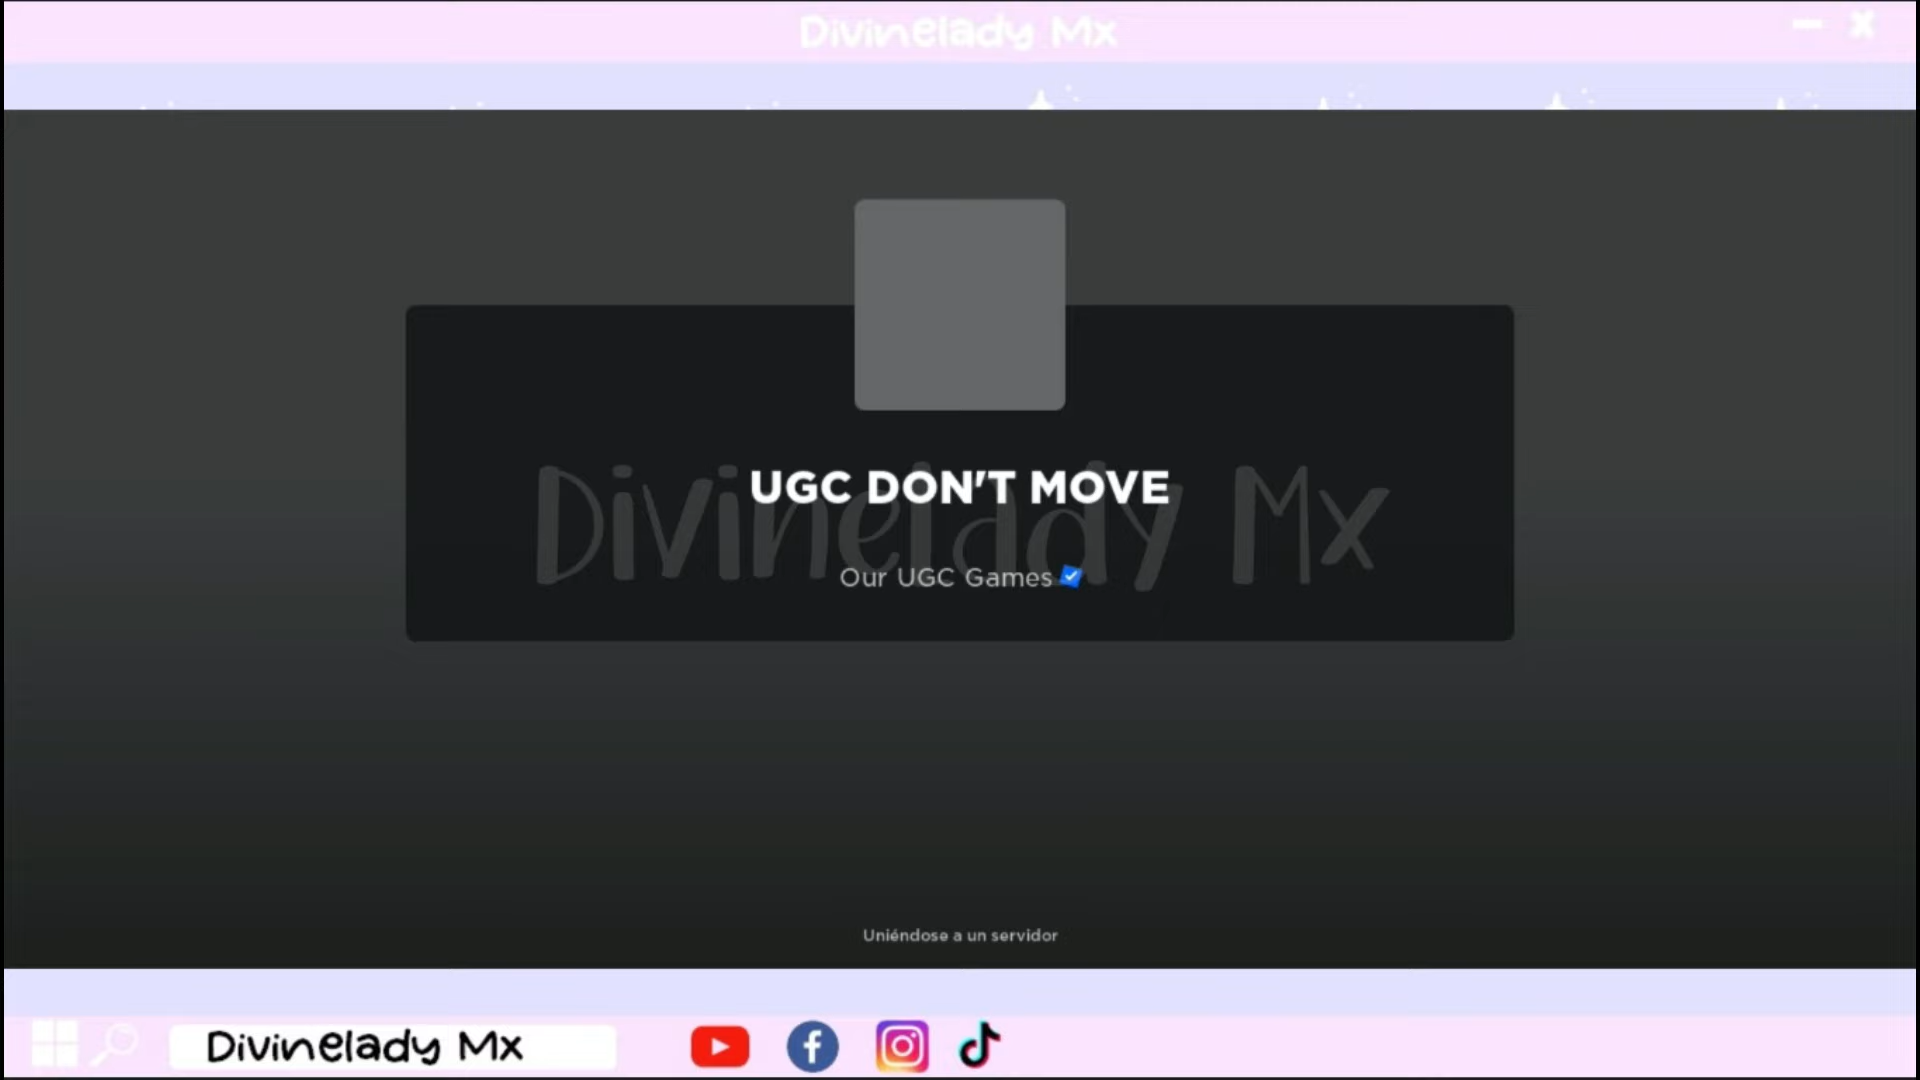 Divinelady Mx
UGC DON'T MOVE
Divinelady Mx
Our UGC Games
Uniéndose a un servidor
Divinelady Mx